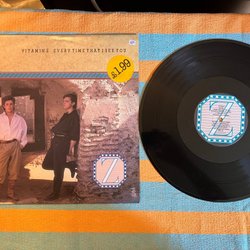 VITAMIN Z EVERY TIME THAT I SEE YOU
£1.99
Z
Z